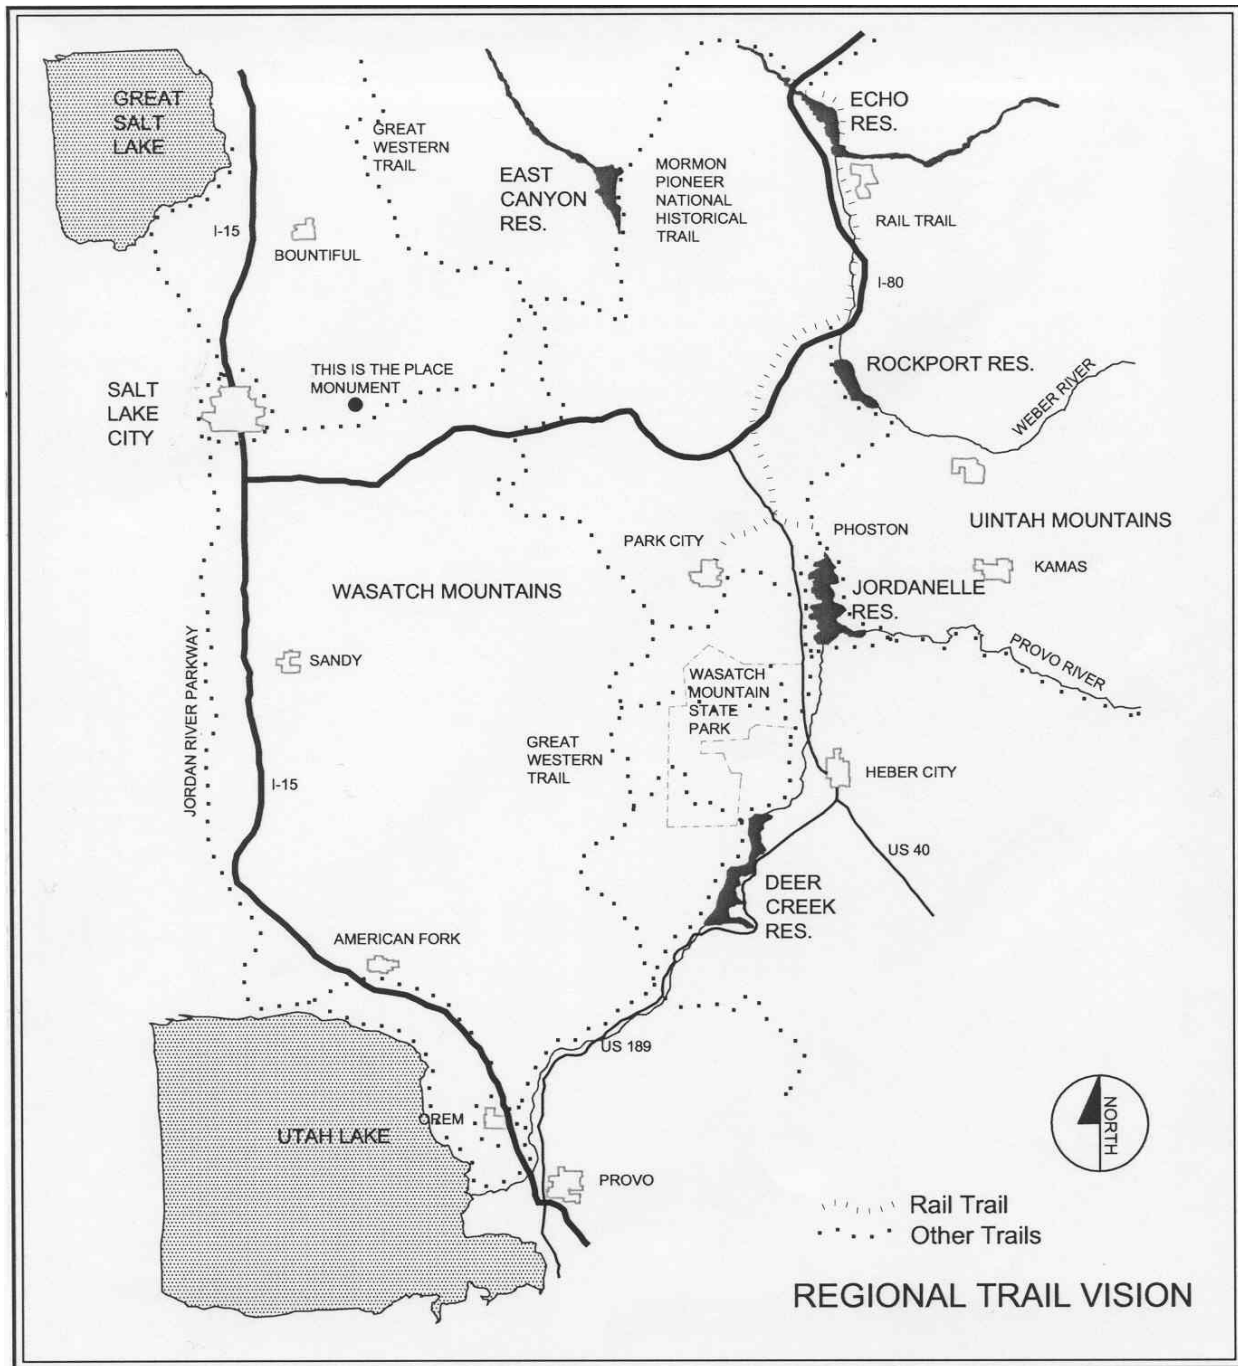 GREAT
SALT
LAKE
I-15
BOUNTIFUL
GREAT
WESTERN
TRAIL
EAST
CANYON
RES.
MORMON
PIONEER
NATIONAL
HISTORICAL
TRAIL
ECHO
RES.
RAIL TRAIL
I-80
ROCKPORT RES.
WEBER RIVER
THIS IS THE PLACE
MONUMENT
SALT
LAKE
CITY
PARK CITY
PHOSTON
UINTAH MOUNTAINS
KAMAS
JORDANELLE
RES.
WASATCH MOUNTAINS
PROVO RIVER
JORDAN RIVER PARKWAY
SANDY
WASATCH
MOUNTAIN
STATE
PARK
GREAT
WESTERN
TRAIL
I-15
HEBER CITY
US 40
DEER
CREEK
RES.
AMERICAN FORK
US 189
OREM
UTAH LAKE
PROVO
NORTH
Rail Trail
Other Trails
REGIONAL TRAIL VISION